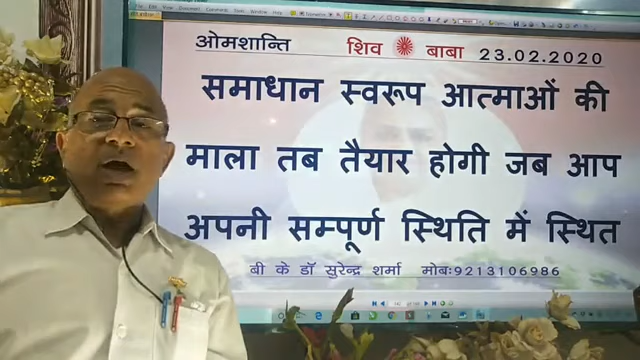 ओमशान्ति शिव बाबा 23.02.2020
समाधान स्वरूप आत्माओं की
माला तब तैयार होगी जब आप
अपनी सम्पूर्ण स्थिति में स्थित
बी के डॉ सुरेन्द्र शर्मा मोबः9213106986